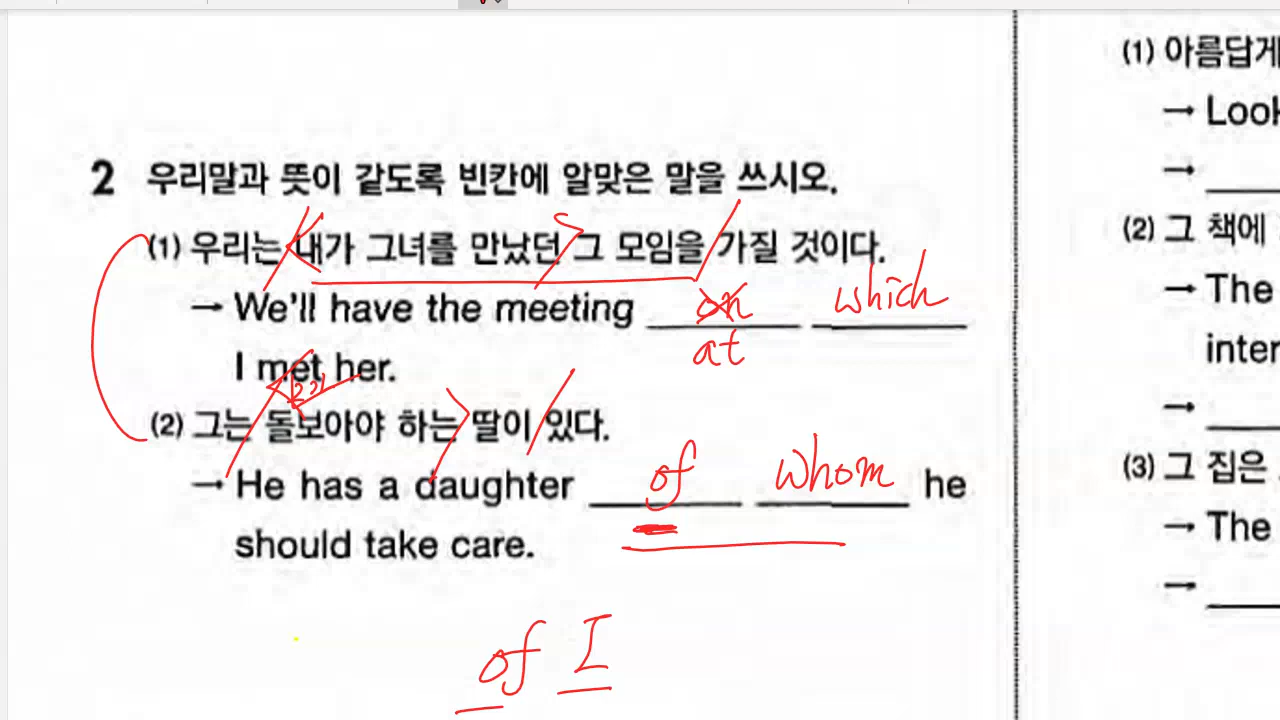 2 우리말과 뜻이 같도록 빈칸에 알맞은 말을 쓰시오.
(1) 우리는 내가 그녀를 만났던 그 모임을 가질 것이다.
→ We'll have the meeting on which
at
I met her.
(2) 그는 돌보아야 하는 딸이 있다.
→ He has a daughter of whom he
should take care.
of I
(1) 아름답게
→ Look
→
(2) 그 책에
→ The
inter
→
(3) 그 집은
→ The
→